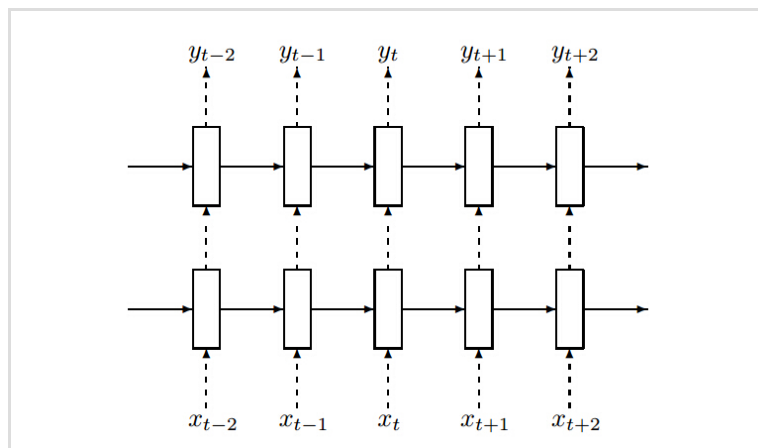 y_{t−2} y_{t−1} y_t y_{t+1} y_{t+2}
x_{t−2} x_{t−1} x_t x_{t+1} x_{t+2}